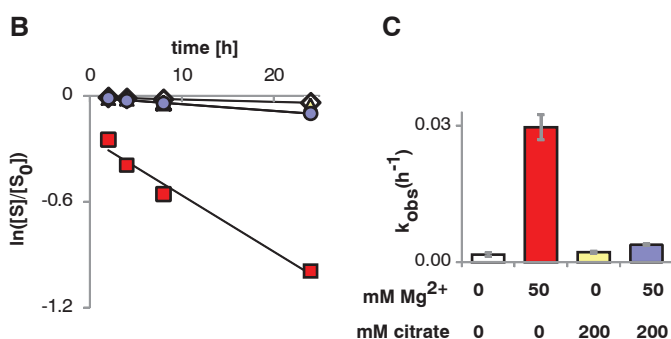 B
time [h]
0 10 20
0
-0.6
-1.2
ln([S]/[S0])
C
0.03
0.00
kobs(h-1)
mM Mg2+ 0 50 0 50
mM citrate 0 0 200 200